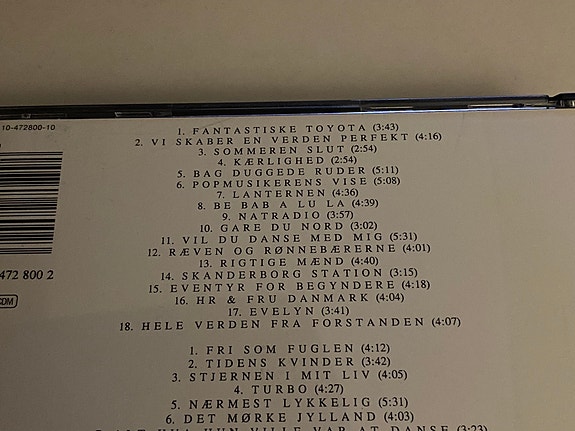 10-472800-10
1. FANTASTISKE TOYOTA (3:43)
2. VI SKABER EN VERDEN PERFEKT (4:16)
3. SOMMEREN SLUT (2:54)
4. KÆRLIGHED (2:54)
5. BAG DUGGEDE RUDER (5:11)
6. POPMUSIKERENS VISE (5:08)
7. LANTERNEN (4:36)
8. BE BAB A LU LA (4:39)
9. NATRADIO (3:57)
10. GARE DU NORD (3:02)
11. VIL DU DANSE MED MIG (5:31)
12. RÆVEN OG RØNNEBÆRERNE (4:01)
13. RIGTIGE MÆND (4:40)
14. SKANDERBORG STATION (3:15)
15. EVENTYR FOR BEGYNDERE (4:18)
16. HR & FRU DANMARK (4:04)
17. EVELYN (3:41)
18. HELE VERDEN FRA FORSTANDEN (4:07)
472 800 2
1. FRI SOM FUGLEN (4:12)
2. TIDENS KVINDER (3:42)
3. STJERNEN I MIT LIV (4:05)
4. TURBO (4:27)
5. NÆRMEST LYKKELIG (5:31)
6. DET MØRKE JYLLAND (4:03)
HUN VILLE VAR AT DANSE (3:23)